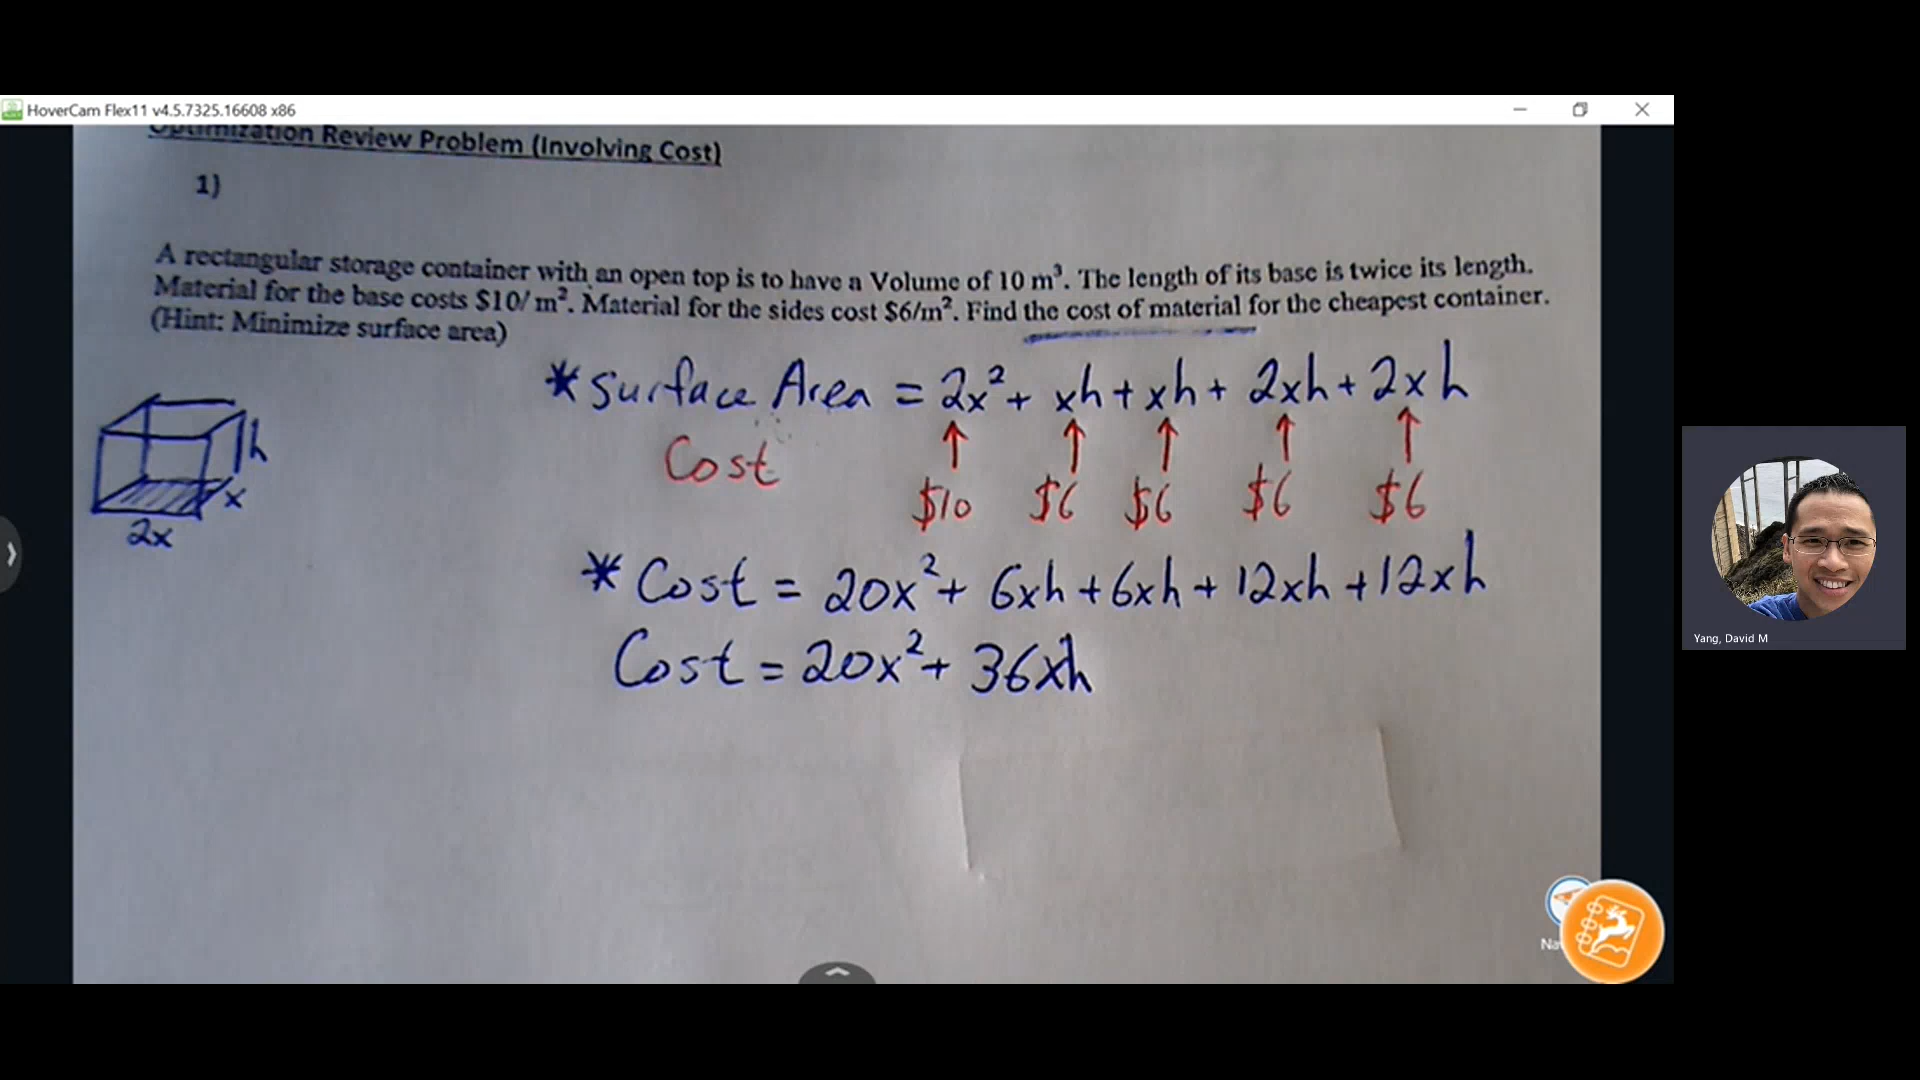 HoverCam Flex11 v4.5.7325.16608 x86
Optimization Review Problem (Involving Cost)
1)
A rectangular storage container with an open top is to have a Volume of 10 m³. The length of its base is twice its length.
Material for the base costs $10/ m². Material for the sides cost $6/m². Find the cost of material for the cheapest container.
(Hint: Minimize surface area)
* Surface Area = 2x² + xh + xh + 2xh + 2xh
Cost $10 $6 $6 $6 $6
h
x
2x
* Cost = 20x² + 6xh + 6xh + 12xh + 12xh
Cost = 20x² + 36xh
Yang, David M